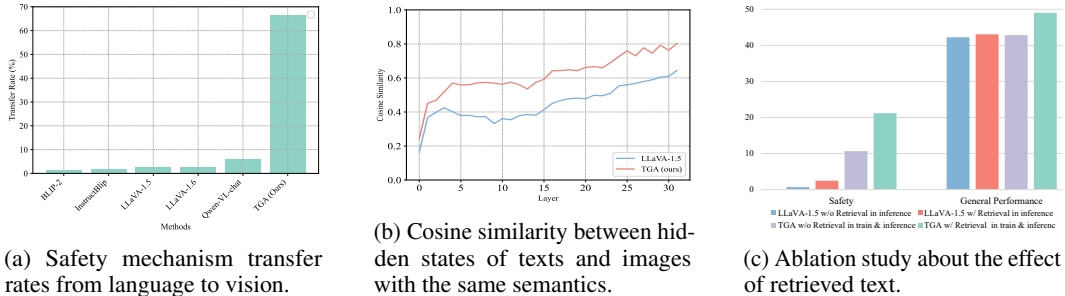 70
60
50
40
30
20
10
0
Transfer Rate (%)
BLIP-2
InstructBlip
LLaVA-1.5
LLaVA-1.6
Qwen-VL-chat
TGA (Ours)
Methods
(a) Safety mechanism transfer
rates from language to vision.
1.0
0.8
0.6
0.4
0.2
0.0
Cosine Similarity
0 5 10 15 20 25 30
Layer
LLaVA-1.5
TGA (ours)
(b) Cosine similarity between hid-
den states of texts and images
with the same semantics.
50
40
30
20
10
0
Safety General Performance
LLaVA-1.5 w/o Retrieval in inference LLaVA-1.5 w/ Retrieval in inference
TGA w/o Retrieval in train & inference TGA w/ Retrieval in train & inferenc
(c) Ablation study about the effect
of retrieved text.